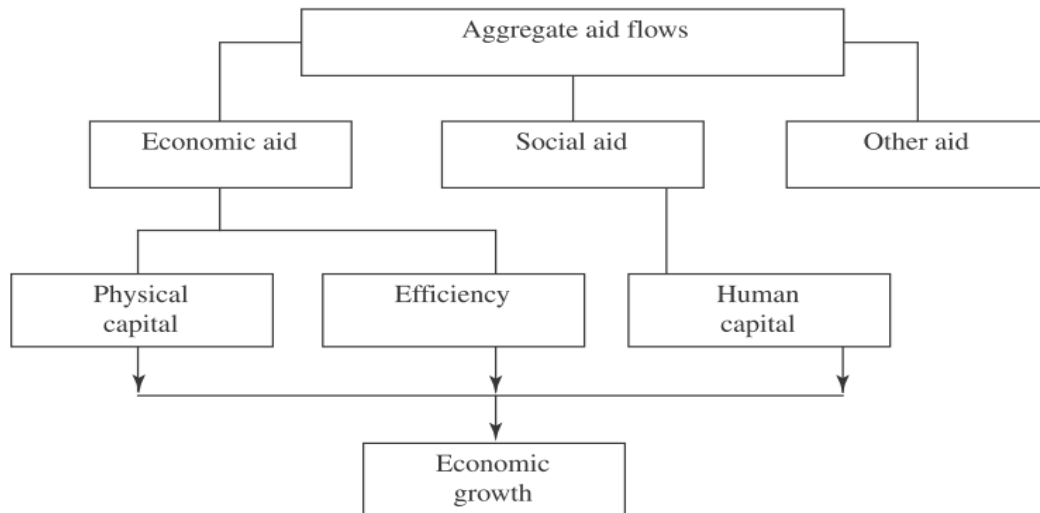 Aggregate aid flows
Economic aid
Social aid
Other aid
Physical
capital
Efficiency
Human
capital
Economic
growth